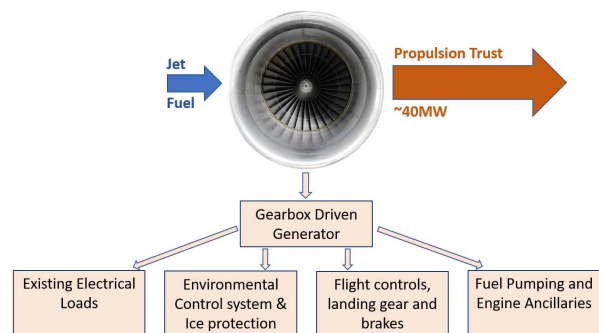 Jet
Fuel
Propulsion Trust
~40MW
Gearbox Driven
Generator
Existing Electrical
Loads
Environmental
Control system &
Ice protection
Flight controls,
landing gear and
brakes
Fuel Pumping and
Engine Ancillaries